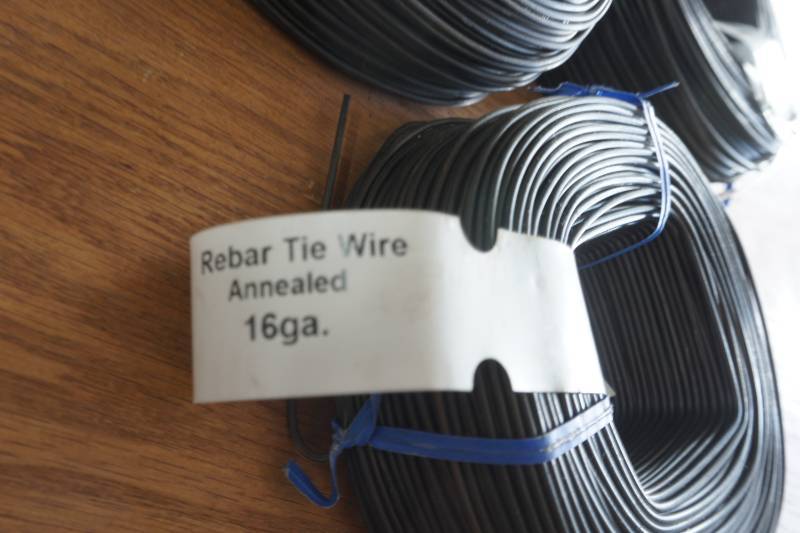 Rebar Tie Wire
Annealed
16ga.